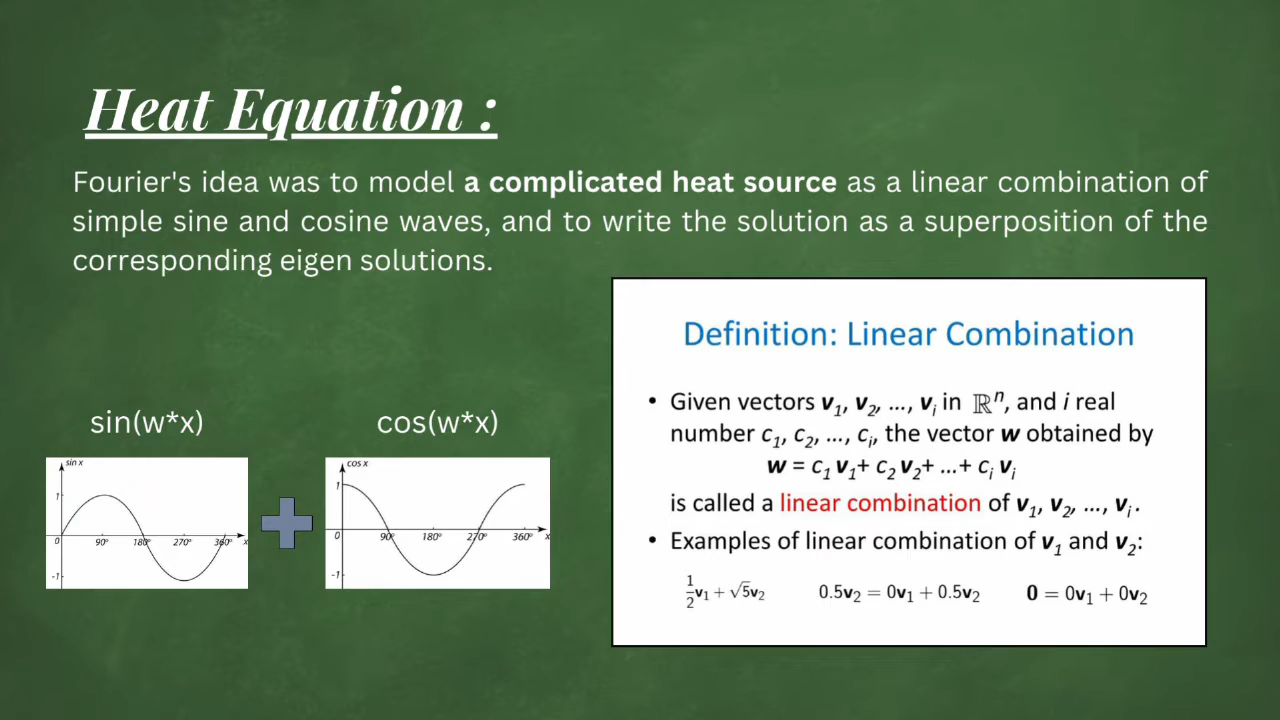 Heat Equation :
Fourier's idea was to model a complicated heat source as a linear combination of
simple sine and cosine waves, and to write the solution as a superposition of the
corresponding eigen solutions.
sin(w*x)
cos(w*x)
sin x
1
0
90°
180°
270°
360°
x
-1
cos x
1
0
90°
180°
270°
360°
x
-1
Definition: Linear Combination
• Given vectors v₁, v₂, ..., vᵢ in ℝⁿ, and i real
number c₁, c₂, ..., cᵢ, the vector w obtained by
w = c₁ v₁+ c₂ v₂+ ...+ cᵢ vᵢ
is called a linear combination of v₁, v₂, ..., vᵢ.
• Examples of linear combination of v₁ and v₂:
½v₁ + √5v₂ 0.5v₂ = 0v₁ + 0.5v₂ 0 = 0v₁ + 0v₂